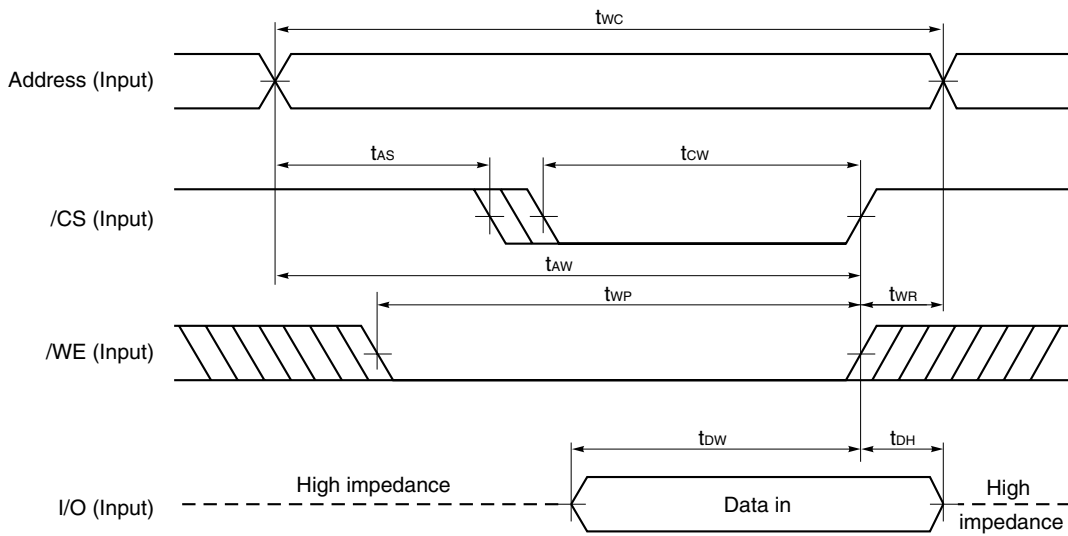 tWC
Address (Input)
tAS
tCW
/CS (Input)
tAW
tWP
tWR
/WE (Input)
tDW
tDH
High impedance
I/O (Input)
Data in
High
impedance